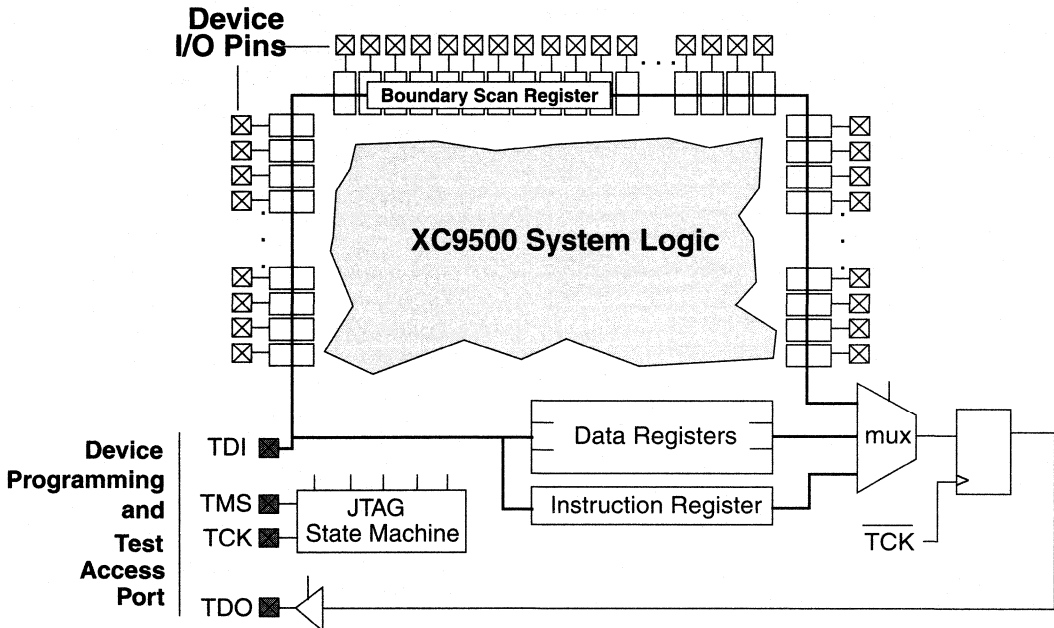 Device
I/O Pins
Boundary Scan Register
XC9500 System Logic
Device
Programming
and
Test
Access
Port
TDI
TMS
TCK
TDO
JTAG
State Machine
Data Registers
Instruction Register
mux
TCK